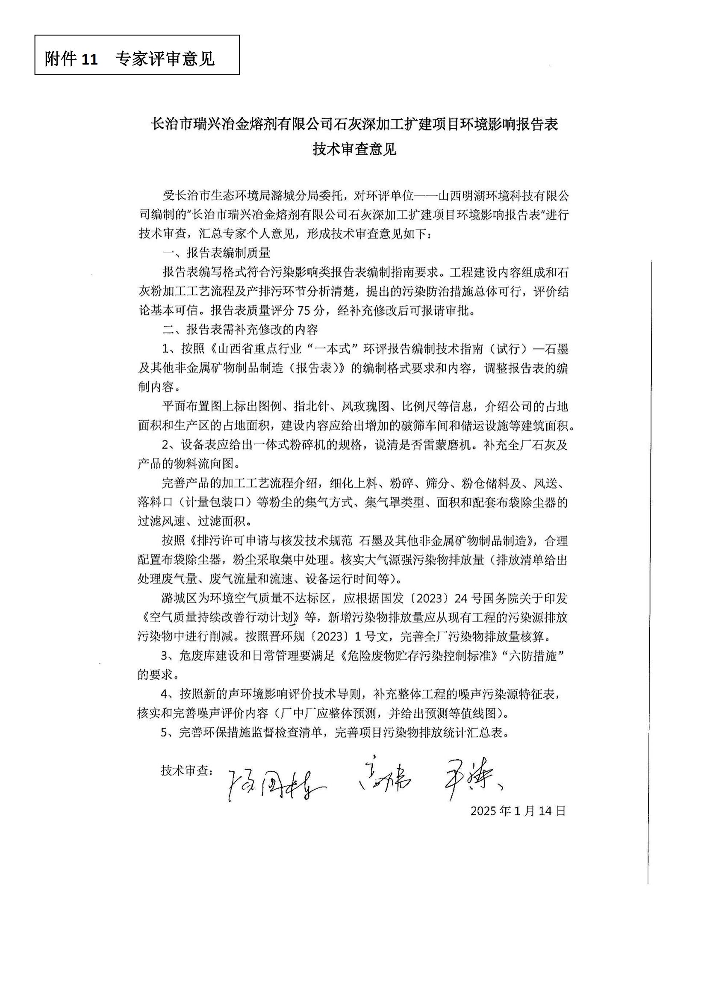 附件 11 专家评审意见
长治市瑞兴冶金熔剂有限公司石灰深加工扩建项目环境影响报告表
技术审查意见
受长治市生态环境局潞城分局委托，对环评单位——山西明湖环境科技有限公
司编制的“长治市瑞兴冶金熔剂有限公司石灰深加工扩建项目环境影响报告表”进行
技术审查，汇总专家个人意见，形成技术审查意见如下：
一、报告表编制质量
报告表编写格式符合污染影响类报告表编制指南要求。工程建设内容组成和石
灰粉加工工艺流程及产排污环节分析清楚，提出的污染防治措施总体可行，评价结
论基本可信。报告表质量评分 75 分，经补充修改后可报请审批。
二、报告表需补充修改的内容
1、按照《山西省重点行业“一本式”环评报告编制技术指南（试行）—石墨
及其他非金属矿物制品制造（报告表）》的编制格式要求和内容，调整报告表的编
制内容。
平面布置图上标出图例、指北针、风玫瑰图、比例尺等信息，介绍公司的占地
面积和生产区的占地面积，建设内容应给出增加的破筛车间和储运设施等建筑面积。
2、设备表应给出一体式粉碎机的规格，说清是否雷蒙磨机。补充全厂石灰及
产品的物料流向图。
完善产品的加工工艺流程介绍，细化上料、粉碎、筛分、粉仓储料及、风送、
落料口（计量包装口）等粉尘的集气方式、集气罩类型、面积和配套布袋除尘器的
过滤风速、过滤面积。
按照《排污许可申请与核发技术规范 石墨及其他非金属矿物制品制造》，合理
配置布袋除尘器，粉尘采取集中处理。核实大气源强污染物排放量（排放清单给出
处理废气量、废气流量和流速、设备运行时间等）。
潞城区为环境空气质量不达标区，应根据国发〔2023〕24 号国务院关于印发
《空气质量持续改善行动计划》等，新增污染物排放量应从现有工程的污染源排放
污染物中进行削减。按照晋环规〔2023〕1 号文，完善全厂污染物排放量核算。
3、危废库建设和日常管理要满足《危险废物贮存污染控制标准》“六防措施”
的要求。
4、按照新的声环境影响评价技术导则，补充整体工程的噪声污染源特征表，
核实和完善噪声评价内容（厂中厂应整体预测，并给出预测等值线图）。
5、完善环保措施监督检查清单，完善项目污染物排放统计汇总表。
技术审查：
2025 年 1 月 14 日